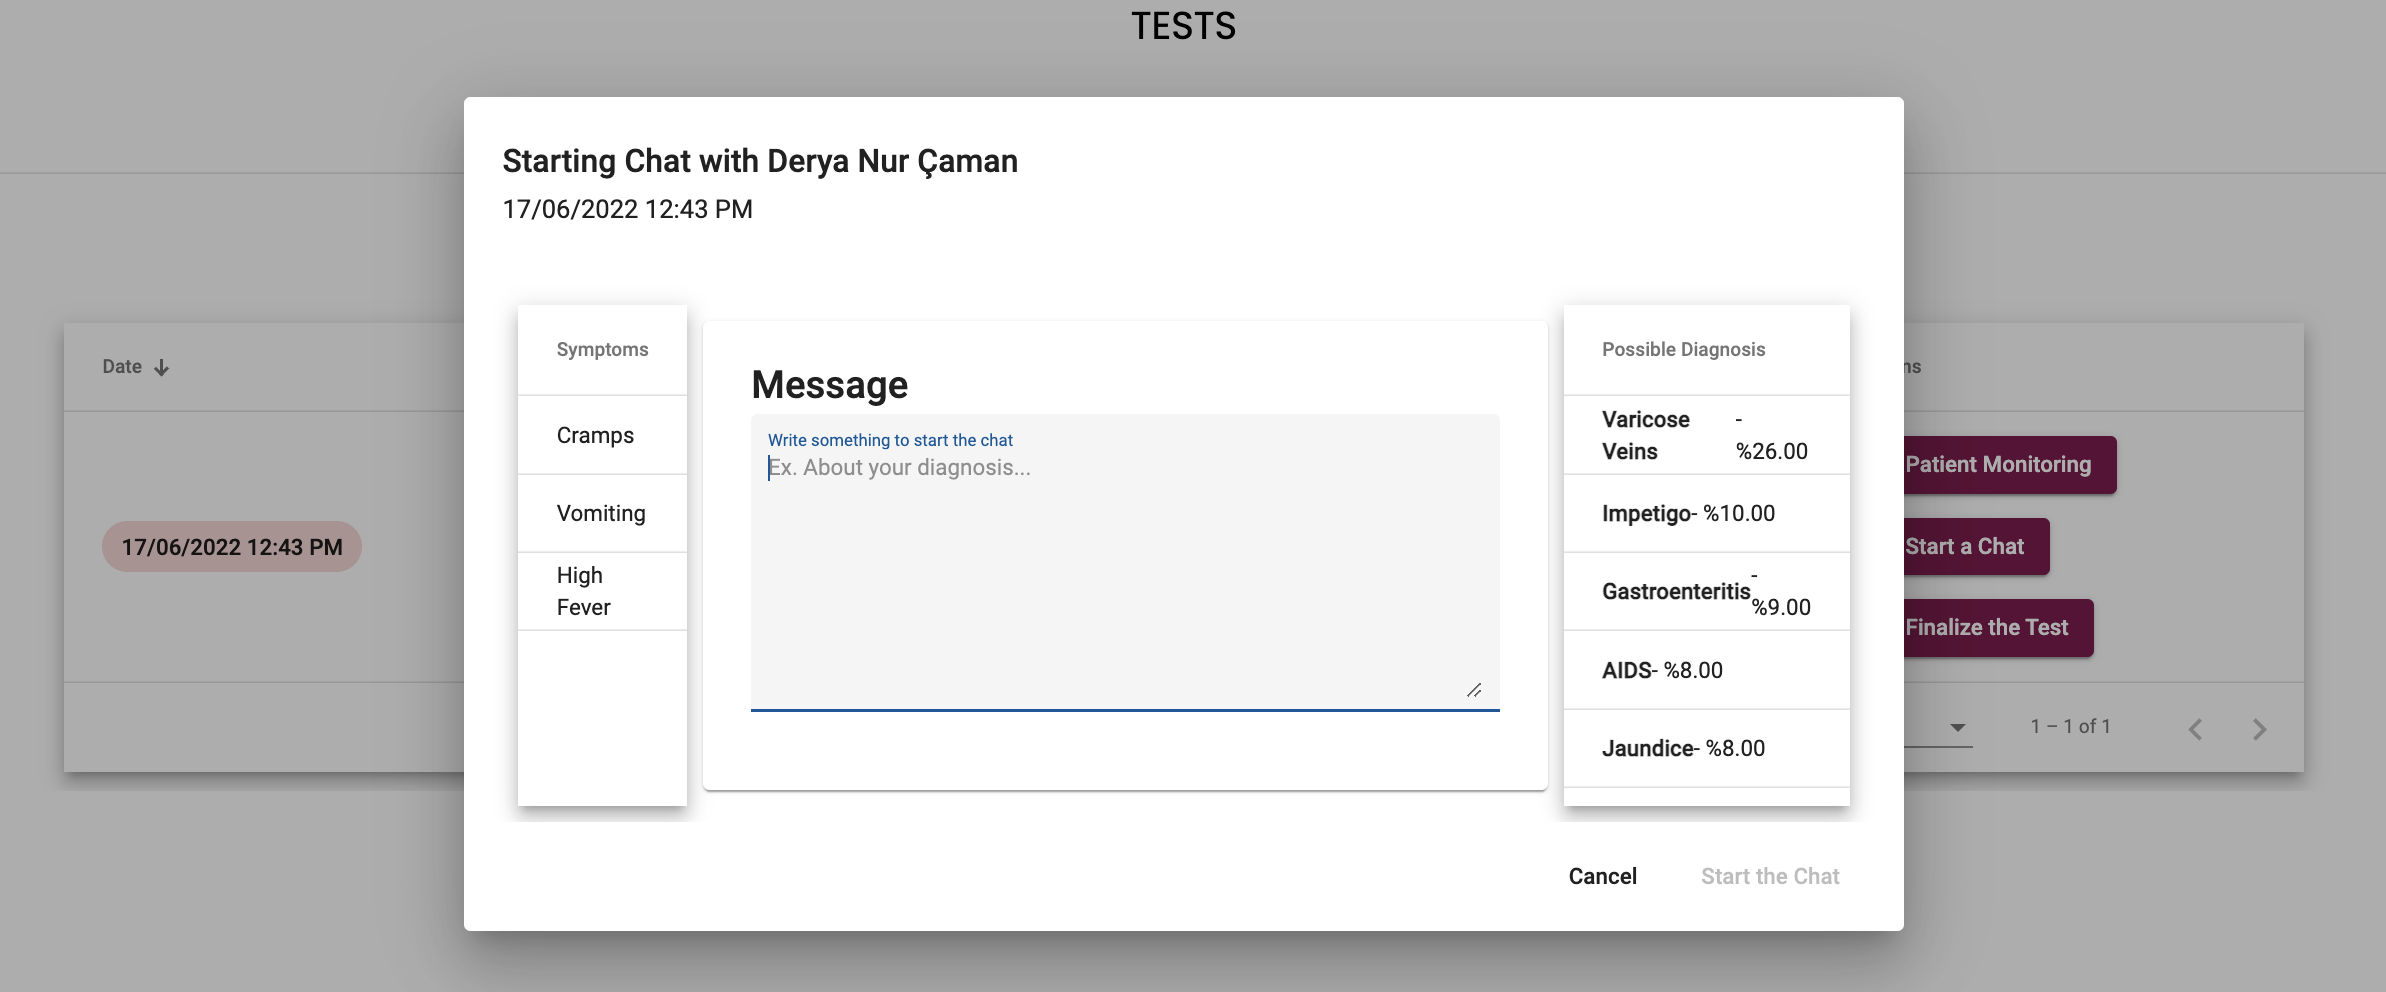 TESTS
Starting Chat with Derya Nur Çaman
17/06/2022 12:43 PM
Symptoms
Cramps
Vomiting
High
Fever
Message
Write something to start the chat
Ex. About your diagnosis...
Possible Diagnosis
Varicose
Veins
-
%26.00
Impetigo- %10.00
Gastroenteritis
-
%9.00
AIDS- %8.00
Jaundice- %8.00
Cancel
Start the Chat
Date
17/06/2022 12:43 PM
ns
Patient Monitoring
Start a Chat
Finalize the Test
1 – 1 of 1